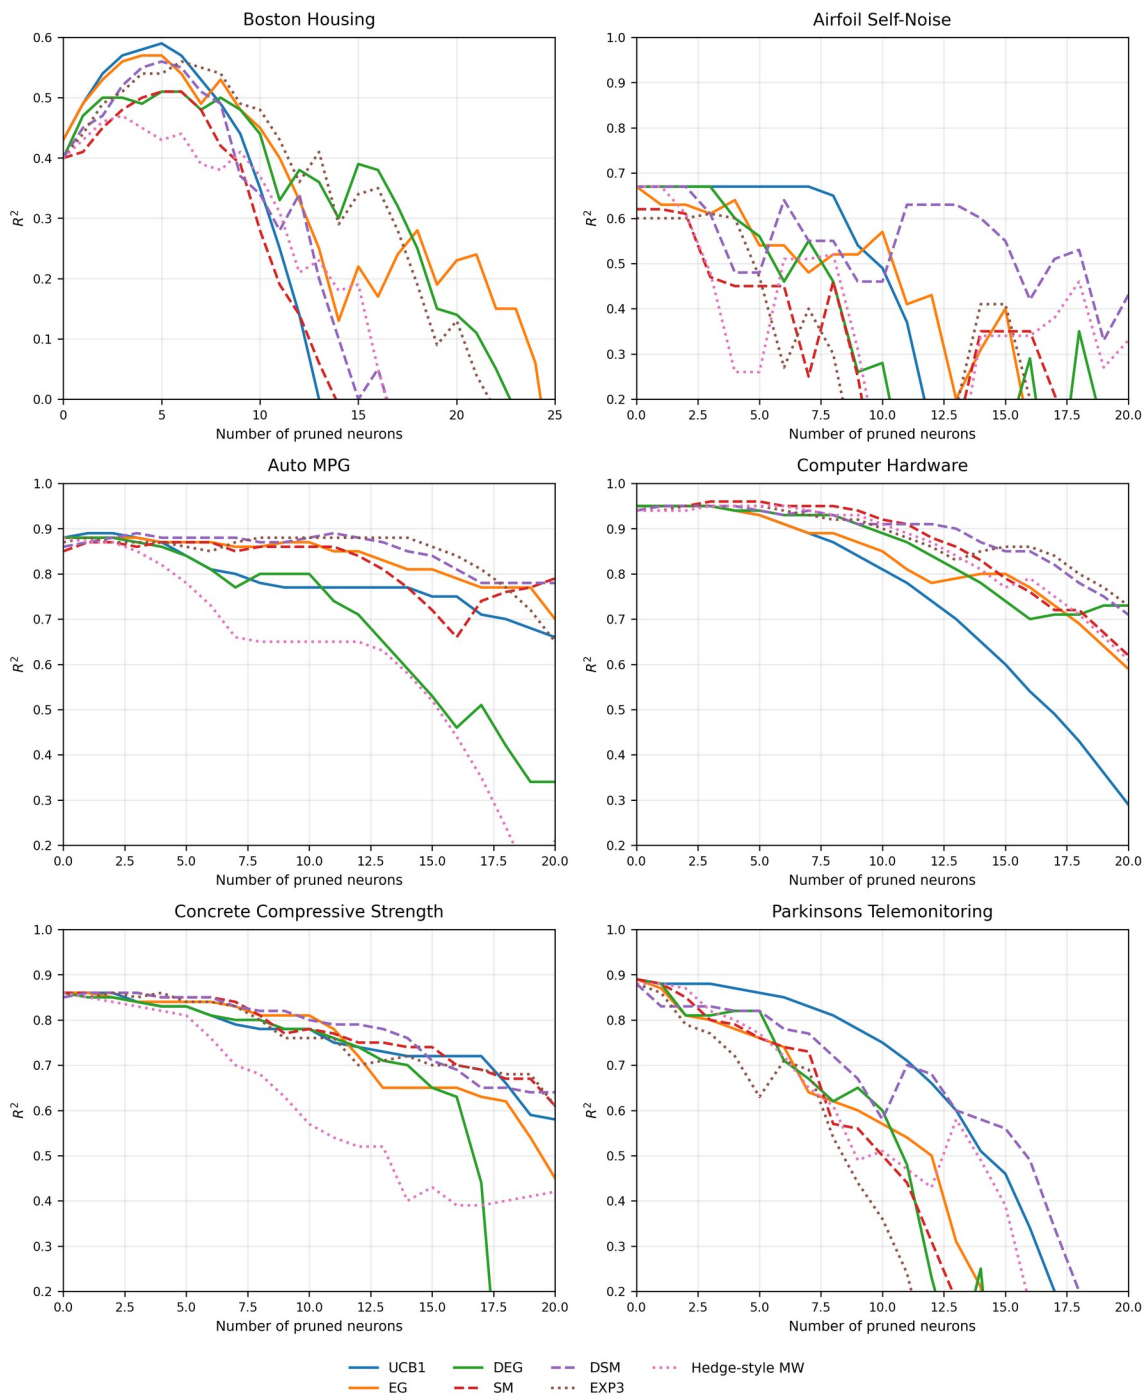 Boston Housing
0.6
0.5
0.4
0.3
0.2
0.1
0.0
R²
0 5 10 15 20 25
Number of pruned neurons
Airfoil Self-Noise
1.0
0.9
0.8
0.7
0.6
0.5
0.4
0.3
0.2
R²
0.0 2.5 5.0 7.5 10.0 12.5 15.0 17.5 20.0
Number of pruned neurons
Auto MPG
1.0
0.9
0.8
0.7
0.6
0.5
0.4
0.3
0.2
R²
0.0 2.5 5.0 7.5 10.0 12.5 15.0 17.5 20.0
Number of pruned neurons
Computer Hardware
1.0
0.9
0.8
0.7
0.6
0.5
0.4
0.3
0.2
R²
0.0 2.5 5.0 7.5 10.0 12.5 15.0 17.5 20.0
Number of pruned neurons
Concrete Compressive Strength
1.0
0.9
0.8
0.7
0.6
0.5
0.4
0.3
0.2
R²
0.0 2.5 5.0 7.5 10.0 12.5 15.0 17.5 20.0
Number of pruned neurons
Parkinsons Telemonitoring
1.0
0.9
0.8
0.7
0.6
0.5
0.4
0.3
0.2
R²
0.0 2.5 5.0 7.5 10.0 12.5 15.0 17.5 20.0
Number of pruned neurons
UCB1 DEG DSM Hedge-style MW
EG SM EXP3